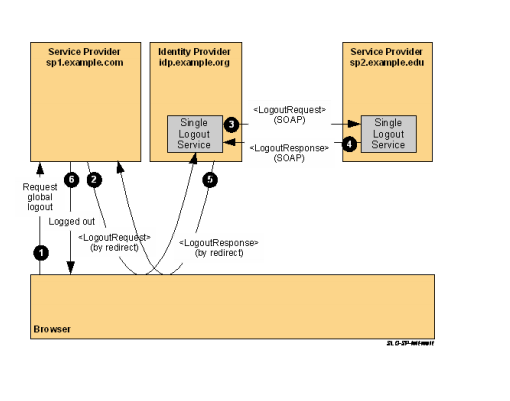 Service Provider
sp1.example.com
Identity Provider
idp.example.org
Service Provider
sp2.example.edu
Single
Logout
Service
3
<LogoutRequest>
(SOAP)
Single
Logout
Service
4
<LogoutResponse>
(SOAP)
6
2
5
Request
global
logout
Logged out
<LogoutRequest>
(by redirect)
<LogoutResponse>
(by redirect)
1
Browser